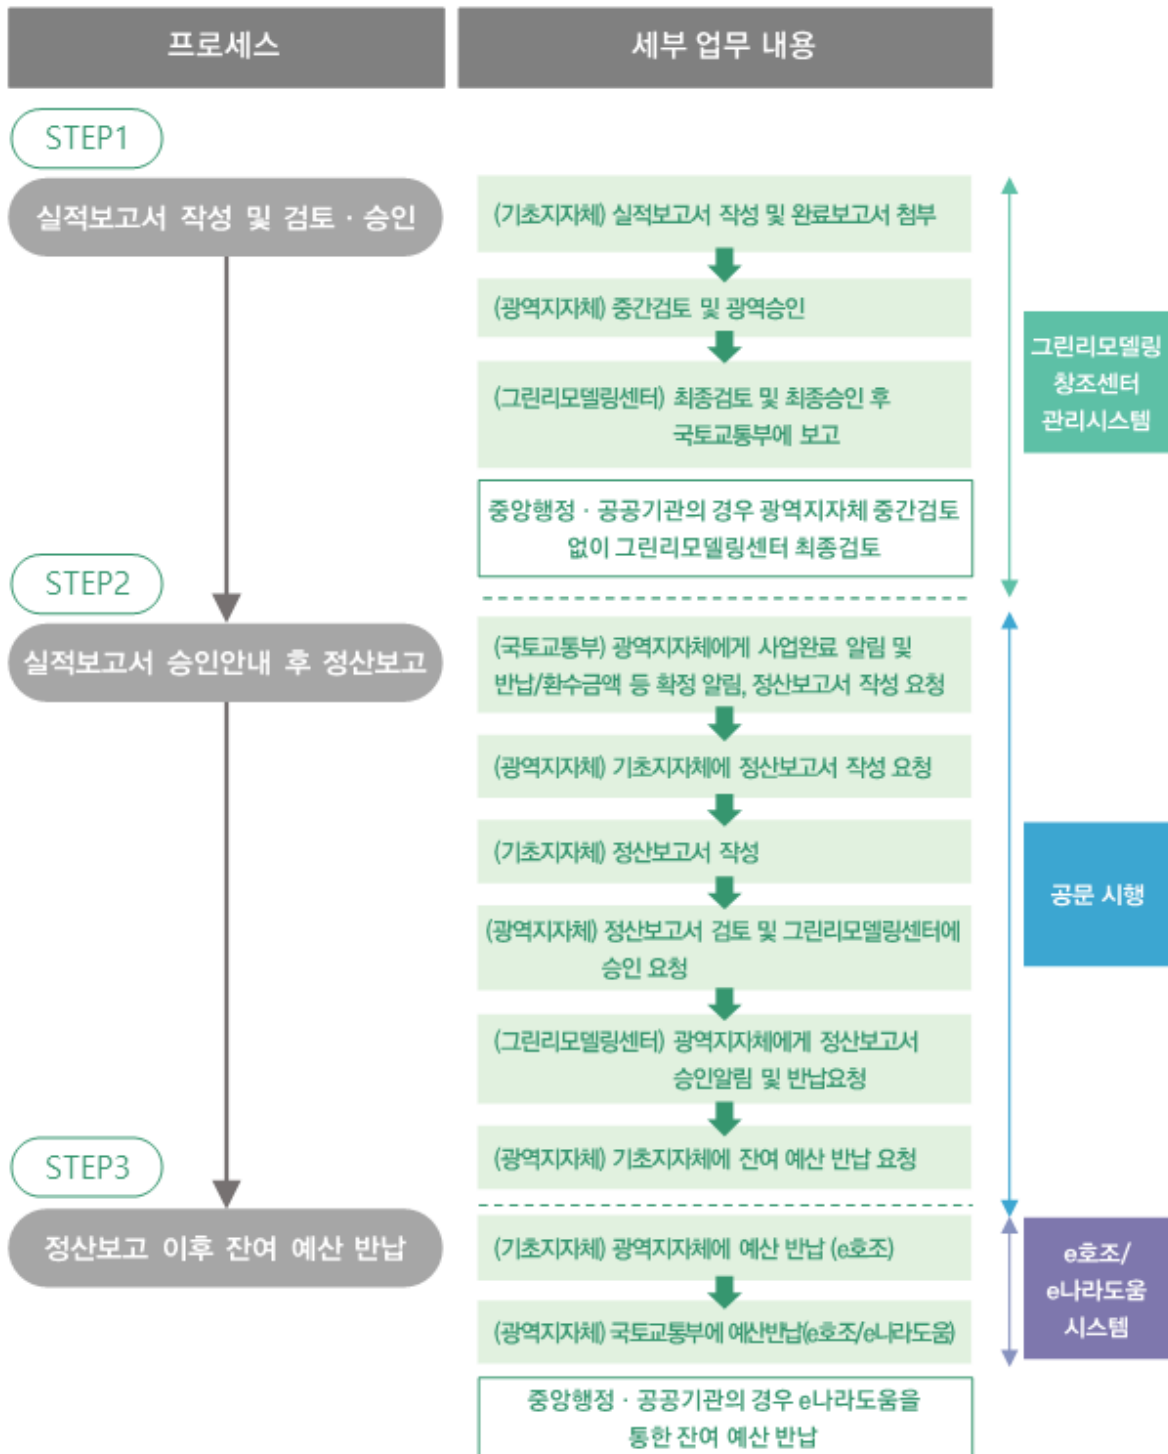 프로세스
세부 업무 내용
STEP1
실적보고서 작성 및 검토 · 승인
(기초지자체) 실적보고서 작성 및 완료보고서 첨부
(광역지자체) 중간검토 및 광역승인
(그린리모델링센터) 최종검토 및 최종승인 후
국토교통부에 보고
중앙행정 · 공공기관의 경우 광역지자체 중간검토
없이 그린리모델링센터 최종검토
그린리모델링
창조센터
관리시스템
STEP2
실적보고서 승인안내 후 정산보고
(국토교통부) 광역지자체에게 사업완료 알림 및
반납/환수금액 등 확정 알림, 정산보고서 작성 요청
(광역지자체) 기초지자체에 정산보고서 작성 요청
(기초지자체) 정산보고서 작성
(광역지자체) 정산보고서 검토 및 그린리모델링센터에
승인 요청
(그린리모델링센터) 광역지지체에게 정산보고서
승인알림 및 반납요청
(광역지자체) 기초지자체에 잔여 예산 반납 요청
공문 시행
STEP3
정산보고 이후 잔여 예산 반납
(기초지자체) 광역지자체에 예산 반납 (e호조)
(광역지자체) 국토교통부에 예산반납(e호조/e나라도움)
중앙행정 · 공공기관의 경우 e나라도움을
통한 잔여 예산 반납
e호조/
e나라도움
시스템